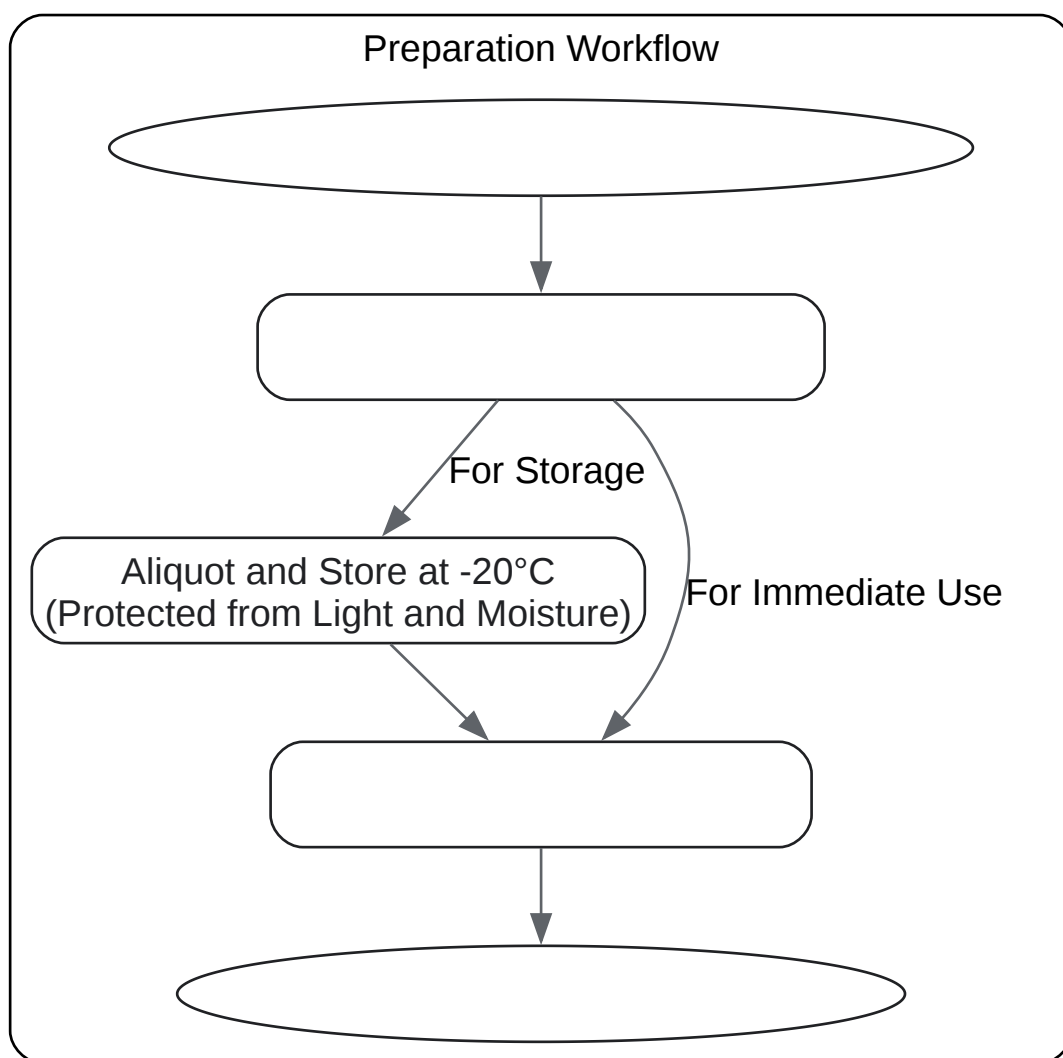 Preparation Workflow
For Storage
Aliquot and Store at -20°C
(Protected from Light and Moisture)
For Immediate Use